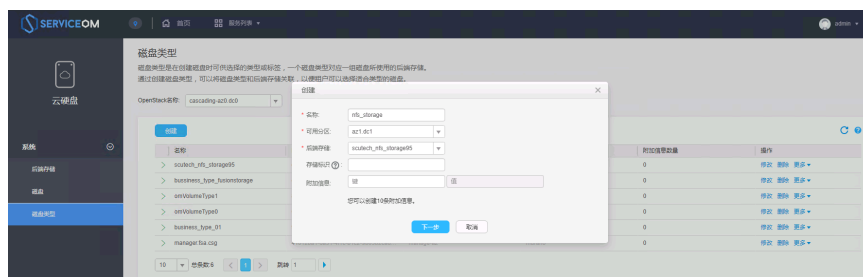 SERVICEOM
首页
服务列表
admin
云硬盘
系统
后端存储
磁盘
磁盘类型
磁盘类型
磁盘类型是在创建磁盘时可供选择的类型或标签，一个磁盘类型对应一组磁盘所使用的后端存储。
通过创建磁盘类型，可以将磁盘类型和后端存储关联，以便租户可以选择适合类型的磁盘。
OpenStack名称: cascading-az0.dc0
创建
名称
附加信息数量
操作
scutech_nfs_storage95
0
修改 删除 更多
bussiness_type_fusionstorage
0
修改 删除 更多
omVolumeType1
0
修改 删除 更多
omVolumeType0
0
修改 删除 更多
business_type_01
0
修改 删除 更多
manager.fsa.csg
0
修改 删除 更多
10
总条数:6
1
跳转 1
创建
* 名称: nfs_storage
* 可用分区: az1.dc1
* 后端存储: scutech_nfs_storage95
存储标识 :
附加信息: 键 值
您可以创建10条附加信息。
下一步
取消